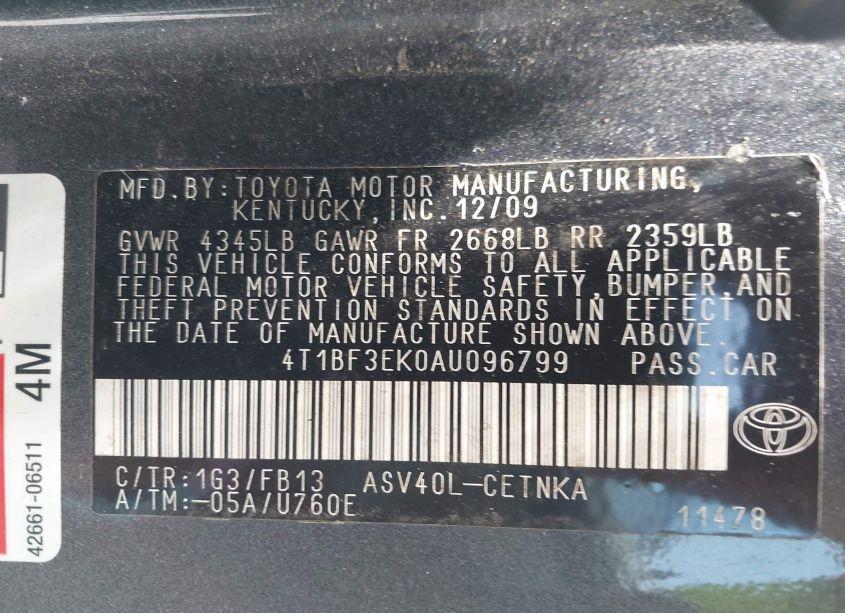 MFD.BY:TOYOTA MOTOR MANUFACTURING,
KENTUCKY,INC.12/09
GVWR 4345LB GAWR FR 2668LB RR 2359LB
THIS VEHICLE CONFORMS TO ALL APPLICABLE
FEDERAL MOTOR VEHICLE SAFETY,BUMPER AND
THEFT PREVENTION STANDARDS IN EFFECT ON
THE DATE OF MANUFACTURE SHOWN ABOVE.
4T1BF3EK0AU096799 PASS.CAR
C/TR:1G3/FB13 ASV40L-CETNKA
A/TM:-05A/U760E
11478
4M
42661-06511